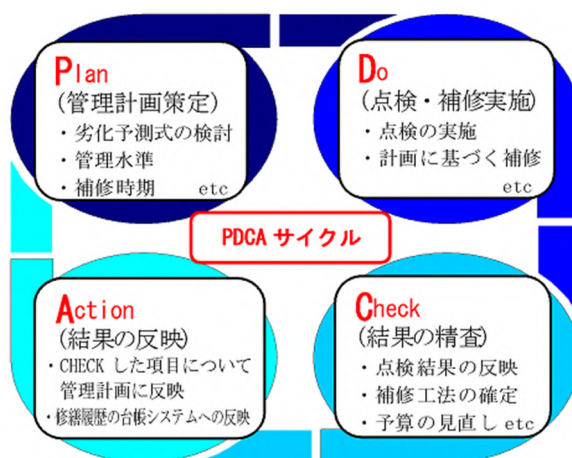 Plan
(管理計画策定)
・劣化予測式の検討
・管理水準
・補修時期 etc
Do
(点検・補修実施)
・点検の実施
・計画に基づく補修
etc
PDCA サイクル
Action
(結果の反映)
・CHECK した項目について
管理計画に反映
・修繕履歴の台帳システムへの反映
Check
(結果の精査)
・点検結果の反映
・補修工法の確定
・予算の見直し etc